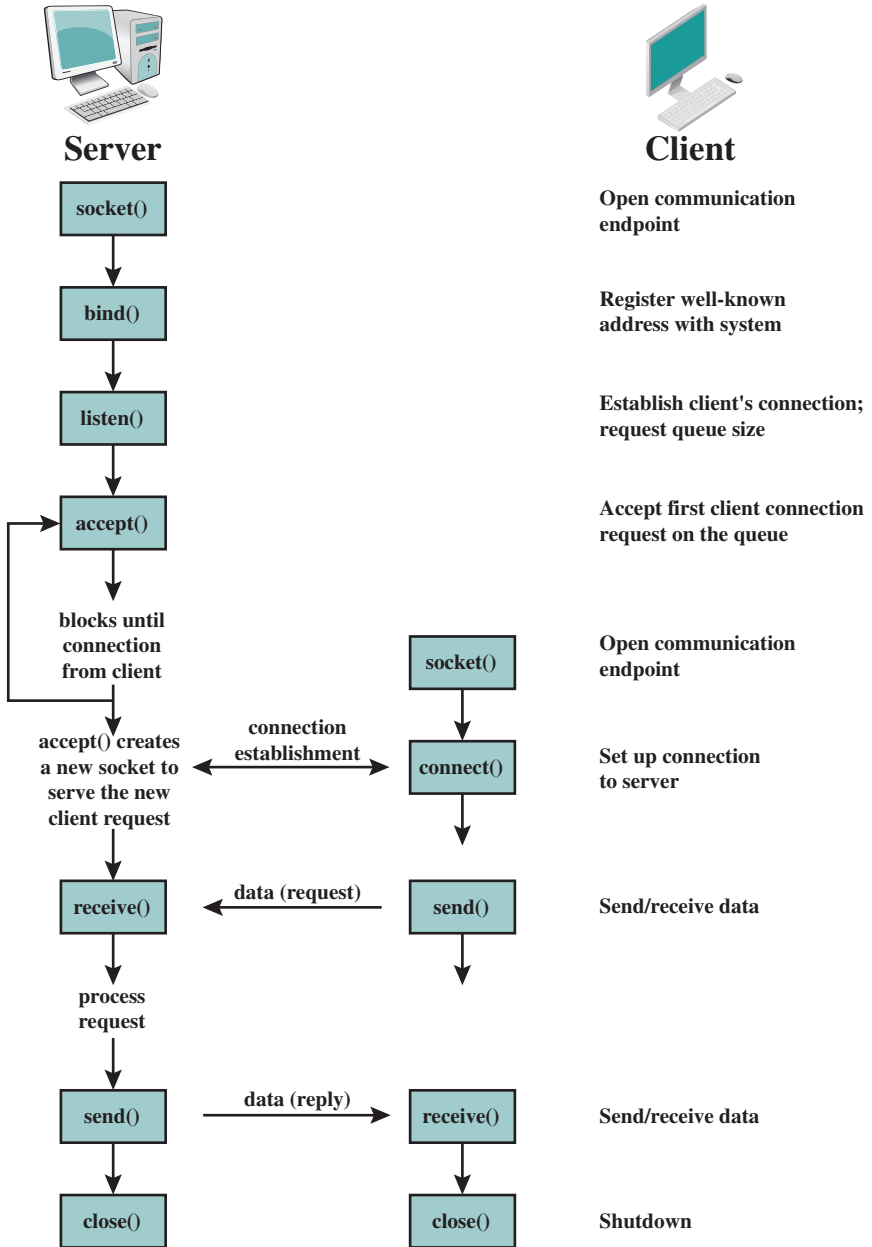 Server
Client
socket()
Open communication
endpoint
bind()
Register well-known
address with system
listen()
Establish client's connection;
request queue size
accept()
Accept first client connection
request on the queue
blocks until
connection
from client
socket()
Open communication
endpoint
accept() creates
a new socket to
serve the new
client request
connection
establishment
connect()
Set up connection
to server
receive()
data (request)
send()
Send/receive data
process
request
send()
data (reply)
receive()
Send/receive data
close()
close()
Shutdown